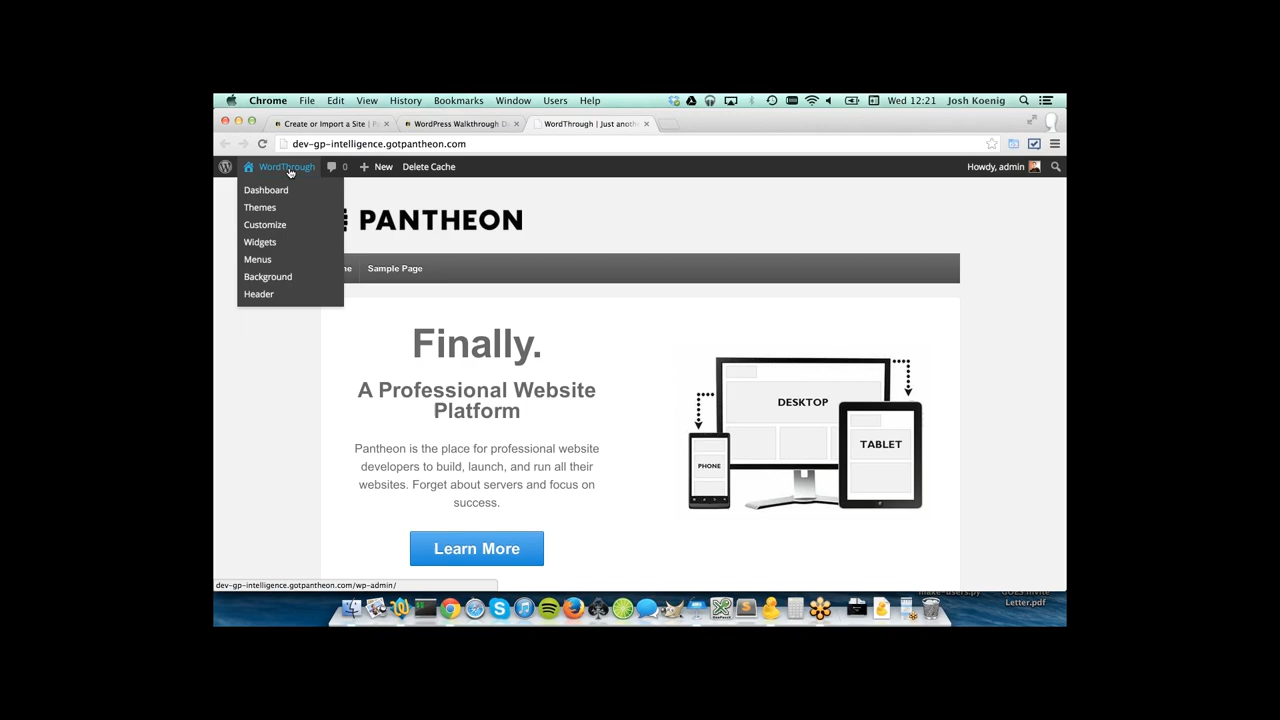 Chrome File Edit View History Bookmarks Window Users Help Wed 12:21 Josh Koenig
Create or Import a Site | WordPress Walkthrough WordThrough | Just
dev-gp-intelligence.gotpantheon.com
WordThrough 0 New Delete Cache Howdy, admin
Dashboard
Themes
Customize
Widgets
Menus
Background
Header
PANTHEON
Sample Page
Finally.
A Professional Website
Platform
Pantheon is the place for professional website
developers to build, launch, and run all their
websites. Forget about servers and focus on
success.
Learn More
DESKTOP
TABLET
PHONE
dev-gp-intelligence.gotpantheon.com/wp-admin/
Letter.pdf